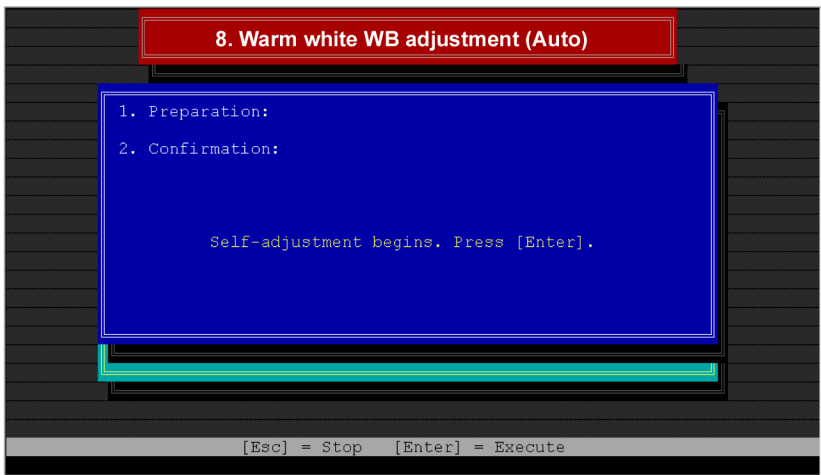 8. Warm white WB adjustment (Auto)
1. Preparation:
2. Confirmation:
Self-adjustment begins. Press [Enter].
[Esc] = Stop [Enter] = Execute